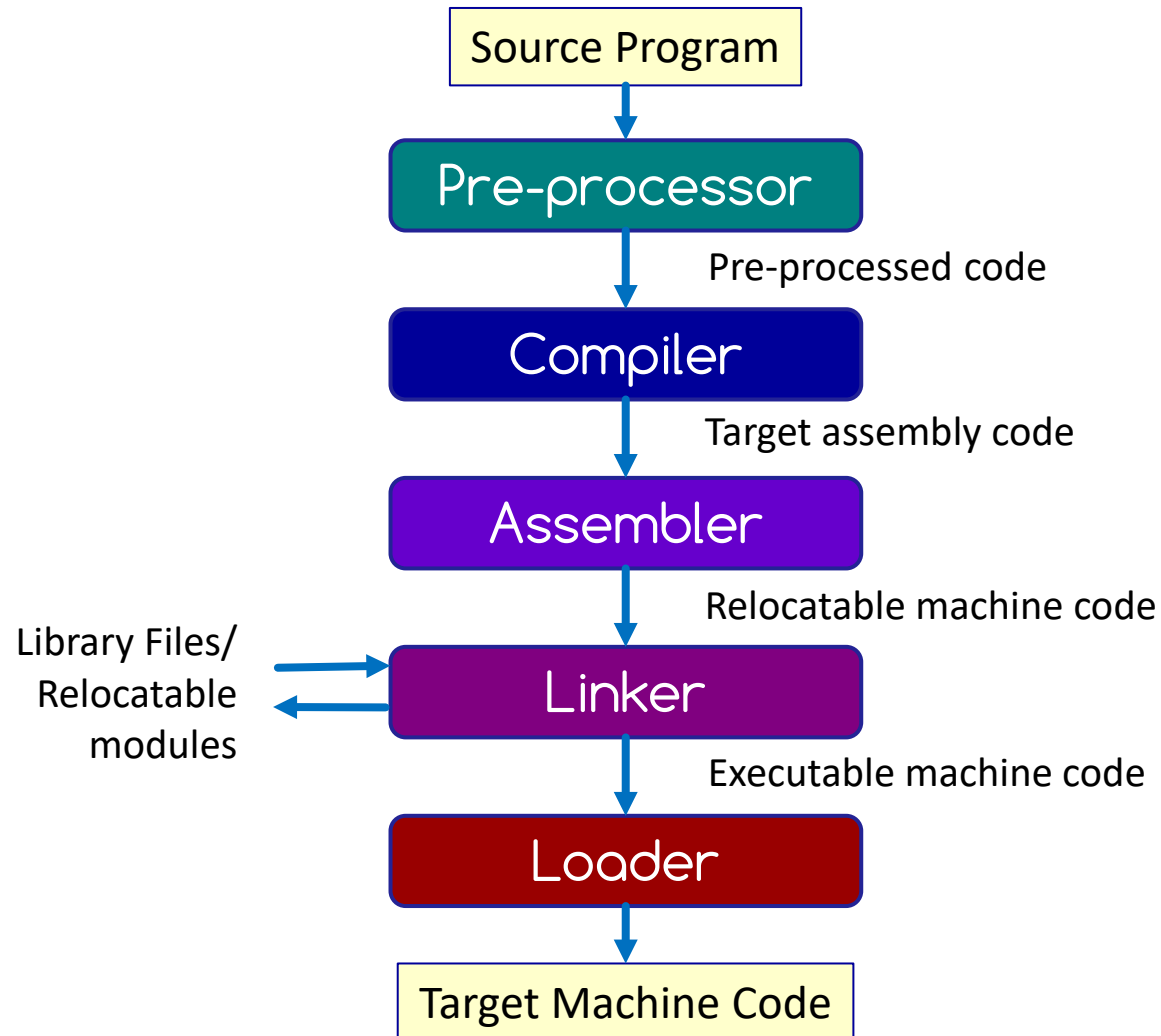 Source Program
Pre-processor
Pre-processed code
Compiler
Target assembly code
Assembler
Relocatable machine code
Library Files/
Relocatable
modules
Linker
Executable machine code
Loader
Target Machine Code